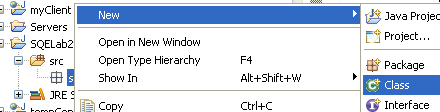 myClient
Servers
SQELab2
src
s
JRE S
New
Open in New Window
Open Type Hierarchy F4
Show In Alt+Shift+W
Copy Ctrl+C
Java Projec
Project...
Package
Class
Interface